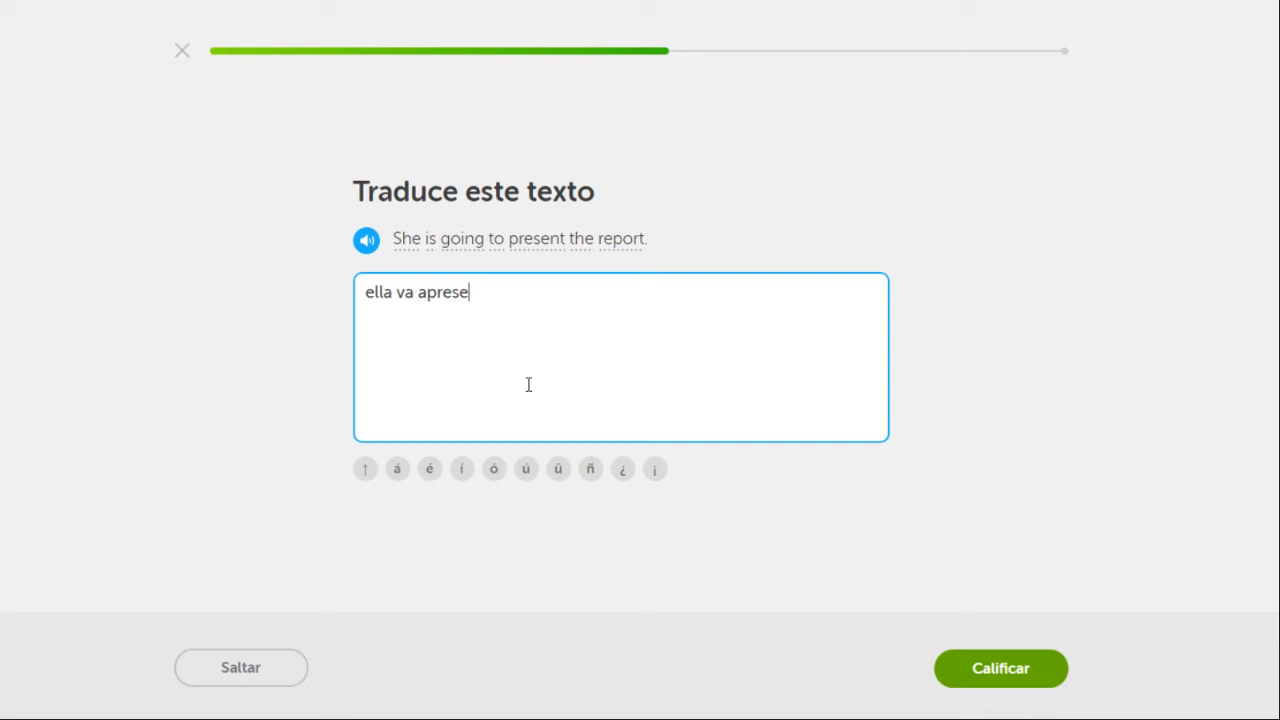 Traduce este texto
She is going to present the report.
ella va aprese
↑ á é í ó ú ü ñ ¿ ¡
Saltar
Calificar